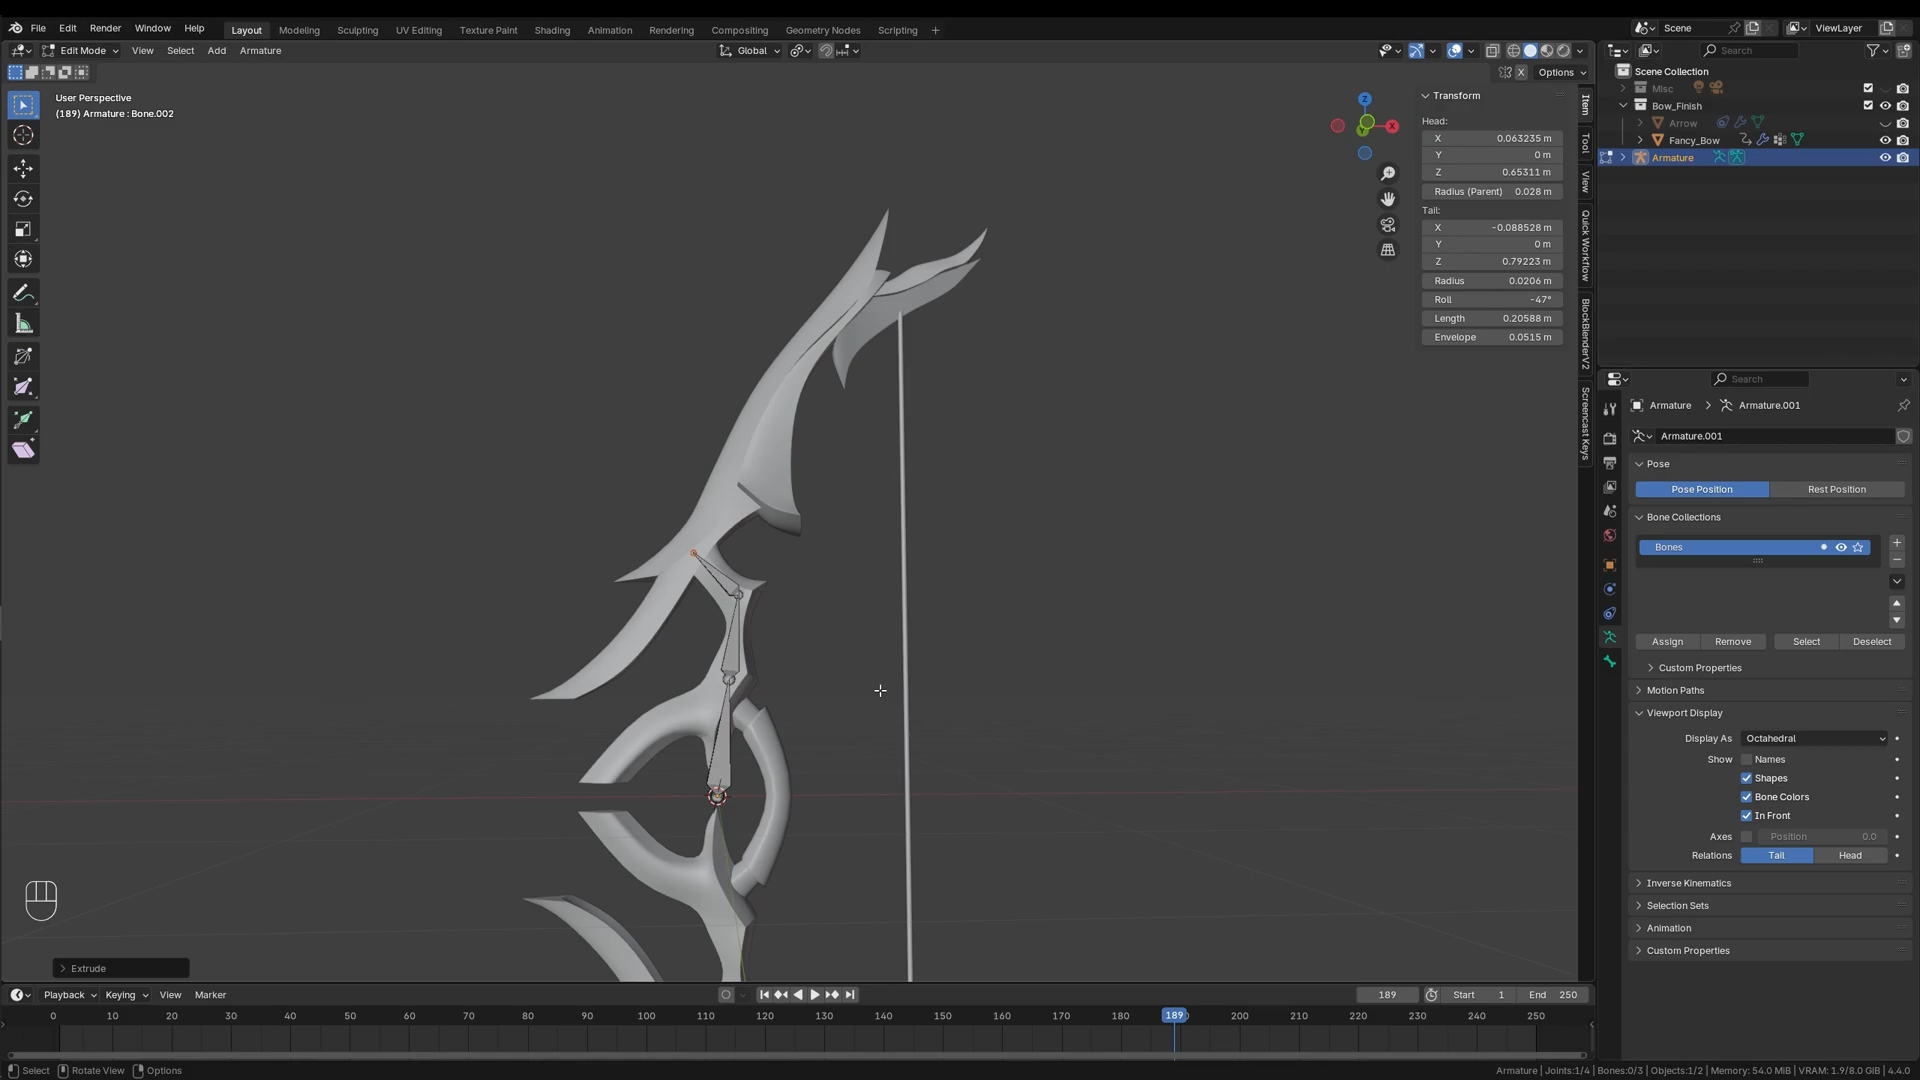 File Edit Render Window Help Layout Modeling Sculpting UV Editing Texture Paint Shading Animation Rendering Compositing Geometry Nodes Scripting + Scene ViewLayer
Edit Mode View Select Add Armature Global Search
X Options
User Perspective
(189) Armature : Bone.002
Z
X
Y
Transform
Head:
X 0.063235 m
Y 0 m
Z 0.65311 m
Radius (Parent) 0.028 m
Tail:
X -0.088528 m
Y 0 m
Z 0.79223 m
Radius 0.0206 m
Roll -47°
Length 0.20588 m
Envelope 0.0515 m
Item
Tool
View
Quick Workflow
BlockBlenderV2
Screencast Keys
Scene Collection
Misc
Bow_Finish
Arrow
Fancy_Bow
Armature
Search
Armature Armature.001
Armature.001
Pose
Pose Position Rest Position
Bone Collections
Bones
Assign Remove Select Deselect
Custom Properties
Motion Paths
Viewport Display
Display As Octahedral
Show Names
Shapes
Bone Colors
In Front
Axes Position 0.0
Relations Tail Head
Inverse Kinematics
Selection Sets
Animation
Custom Properties
Extrude
Playback Keying View Marker 189 Start 1 End 250
0 10 20 30 40 50 60 70 80 90 100 110 120 130 140 150 160 170 180 189 200 210 220 230 240 250
Select Rotate View Options Armature | Joints:1/4 | Bones:0/3 | Objects:1/2 | Memory: 54.0 MiB | VRAM: 1.9/8.0 GiB | 4.4.0